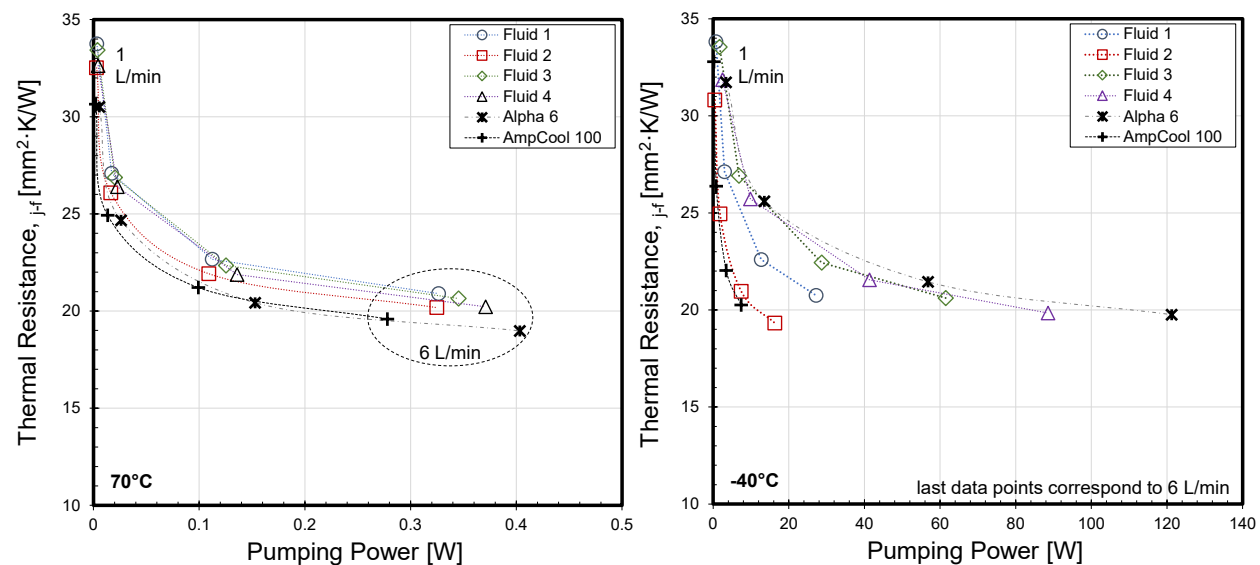 Thermal Resistance, j-f [mm²·K/W]
35
30
25
20
15
10
1
L/min
Fluid 1
Fluid 2
Fluid 3
Fluid 4
Alpha 6
AmpCool 100
6 L/min
70°C
0
0.1
0.2
0.3
0.4
0.5
Pumping Power [W]
Thermal Resistance, j-f [mm²·K/W]
35
30
25
20
15
10
1
L/min
Fluid 1
Fluid 2
Fluid 3
Fluid 4
Alpha 6
AmpCool 100
-40°C
last data points correspond to 6 L/min
0
20
40
60
80
100
120
140
Pumping Power [W]